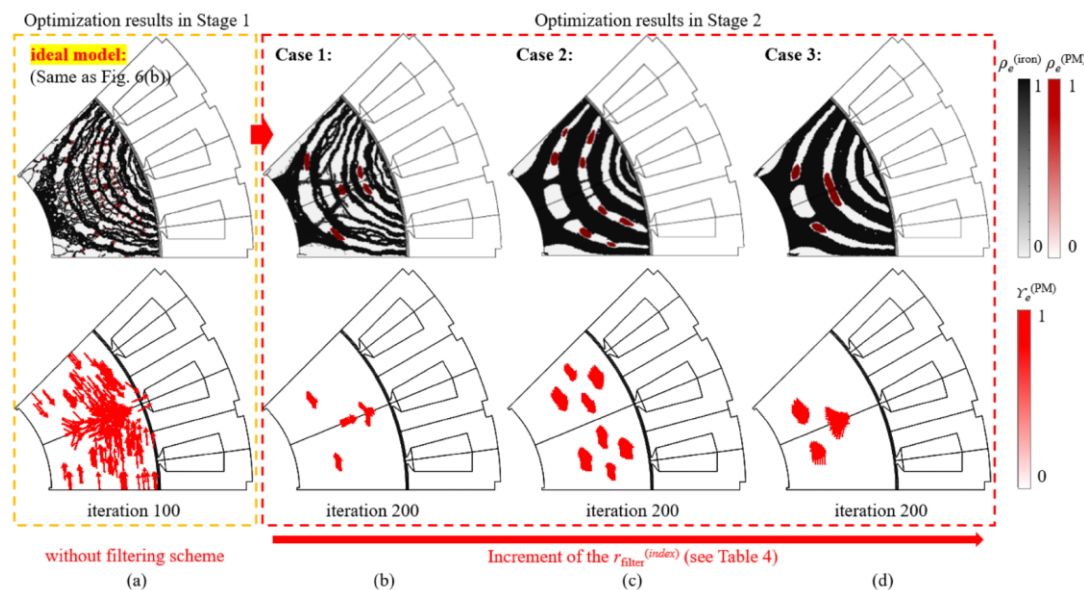 Optimization results in Stage 1
Optimization results in Stage 2
ideal model:
(Same as Fig. 6(b))
Case 1:
Case 2:
Case 3:
ρe(iron) ρe(PM)
1 1
0 0
ϒe(PM)
1
0
iteration 100
iteration 200
iteration 200
iteration 200
without filtering scheme
Increment of the rfilter(index) (see Table 4)
(a)
(b)
(c)
(d)